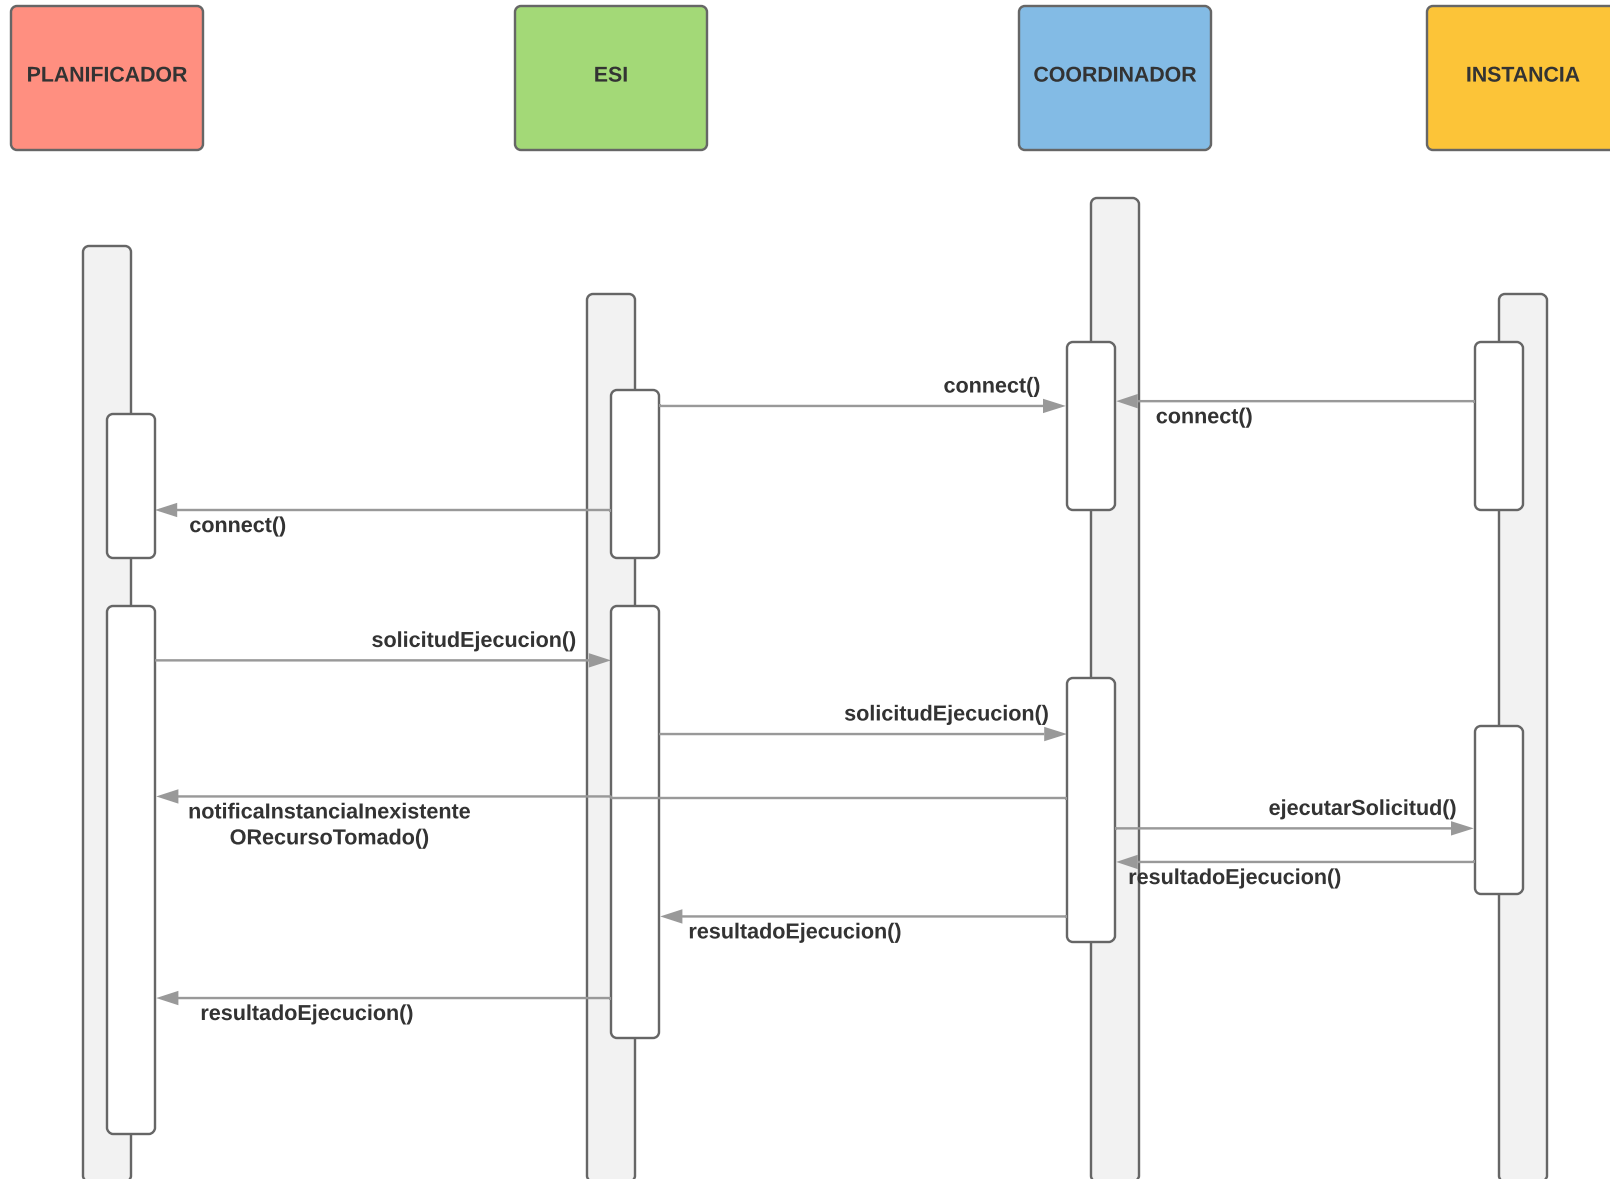 PLANIFICADOR
ESI
COORDINADOR
INSTANCIA
connect()
connect()
connect()
solicitudEjecucion()
solicitudEjecucion()
notificaInstanciaInexistente
ORecursoTomado()
ejecutarSolicitud()
resultadoEjecucion()
resultadoEjecucion()
resultadoEjecucion()